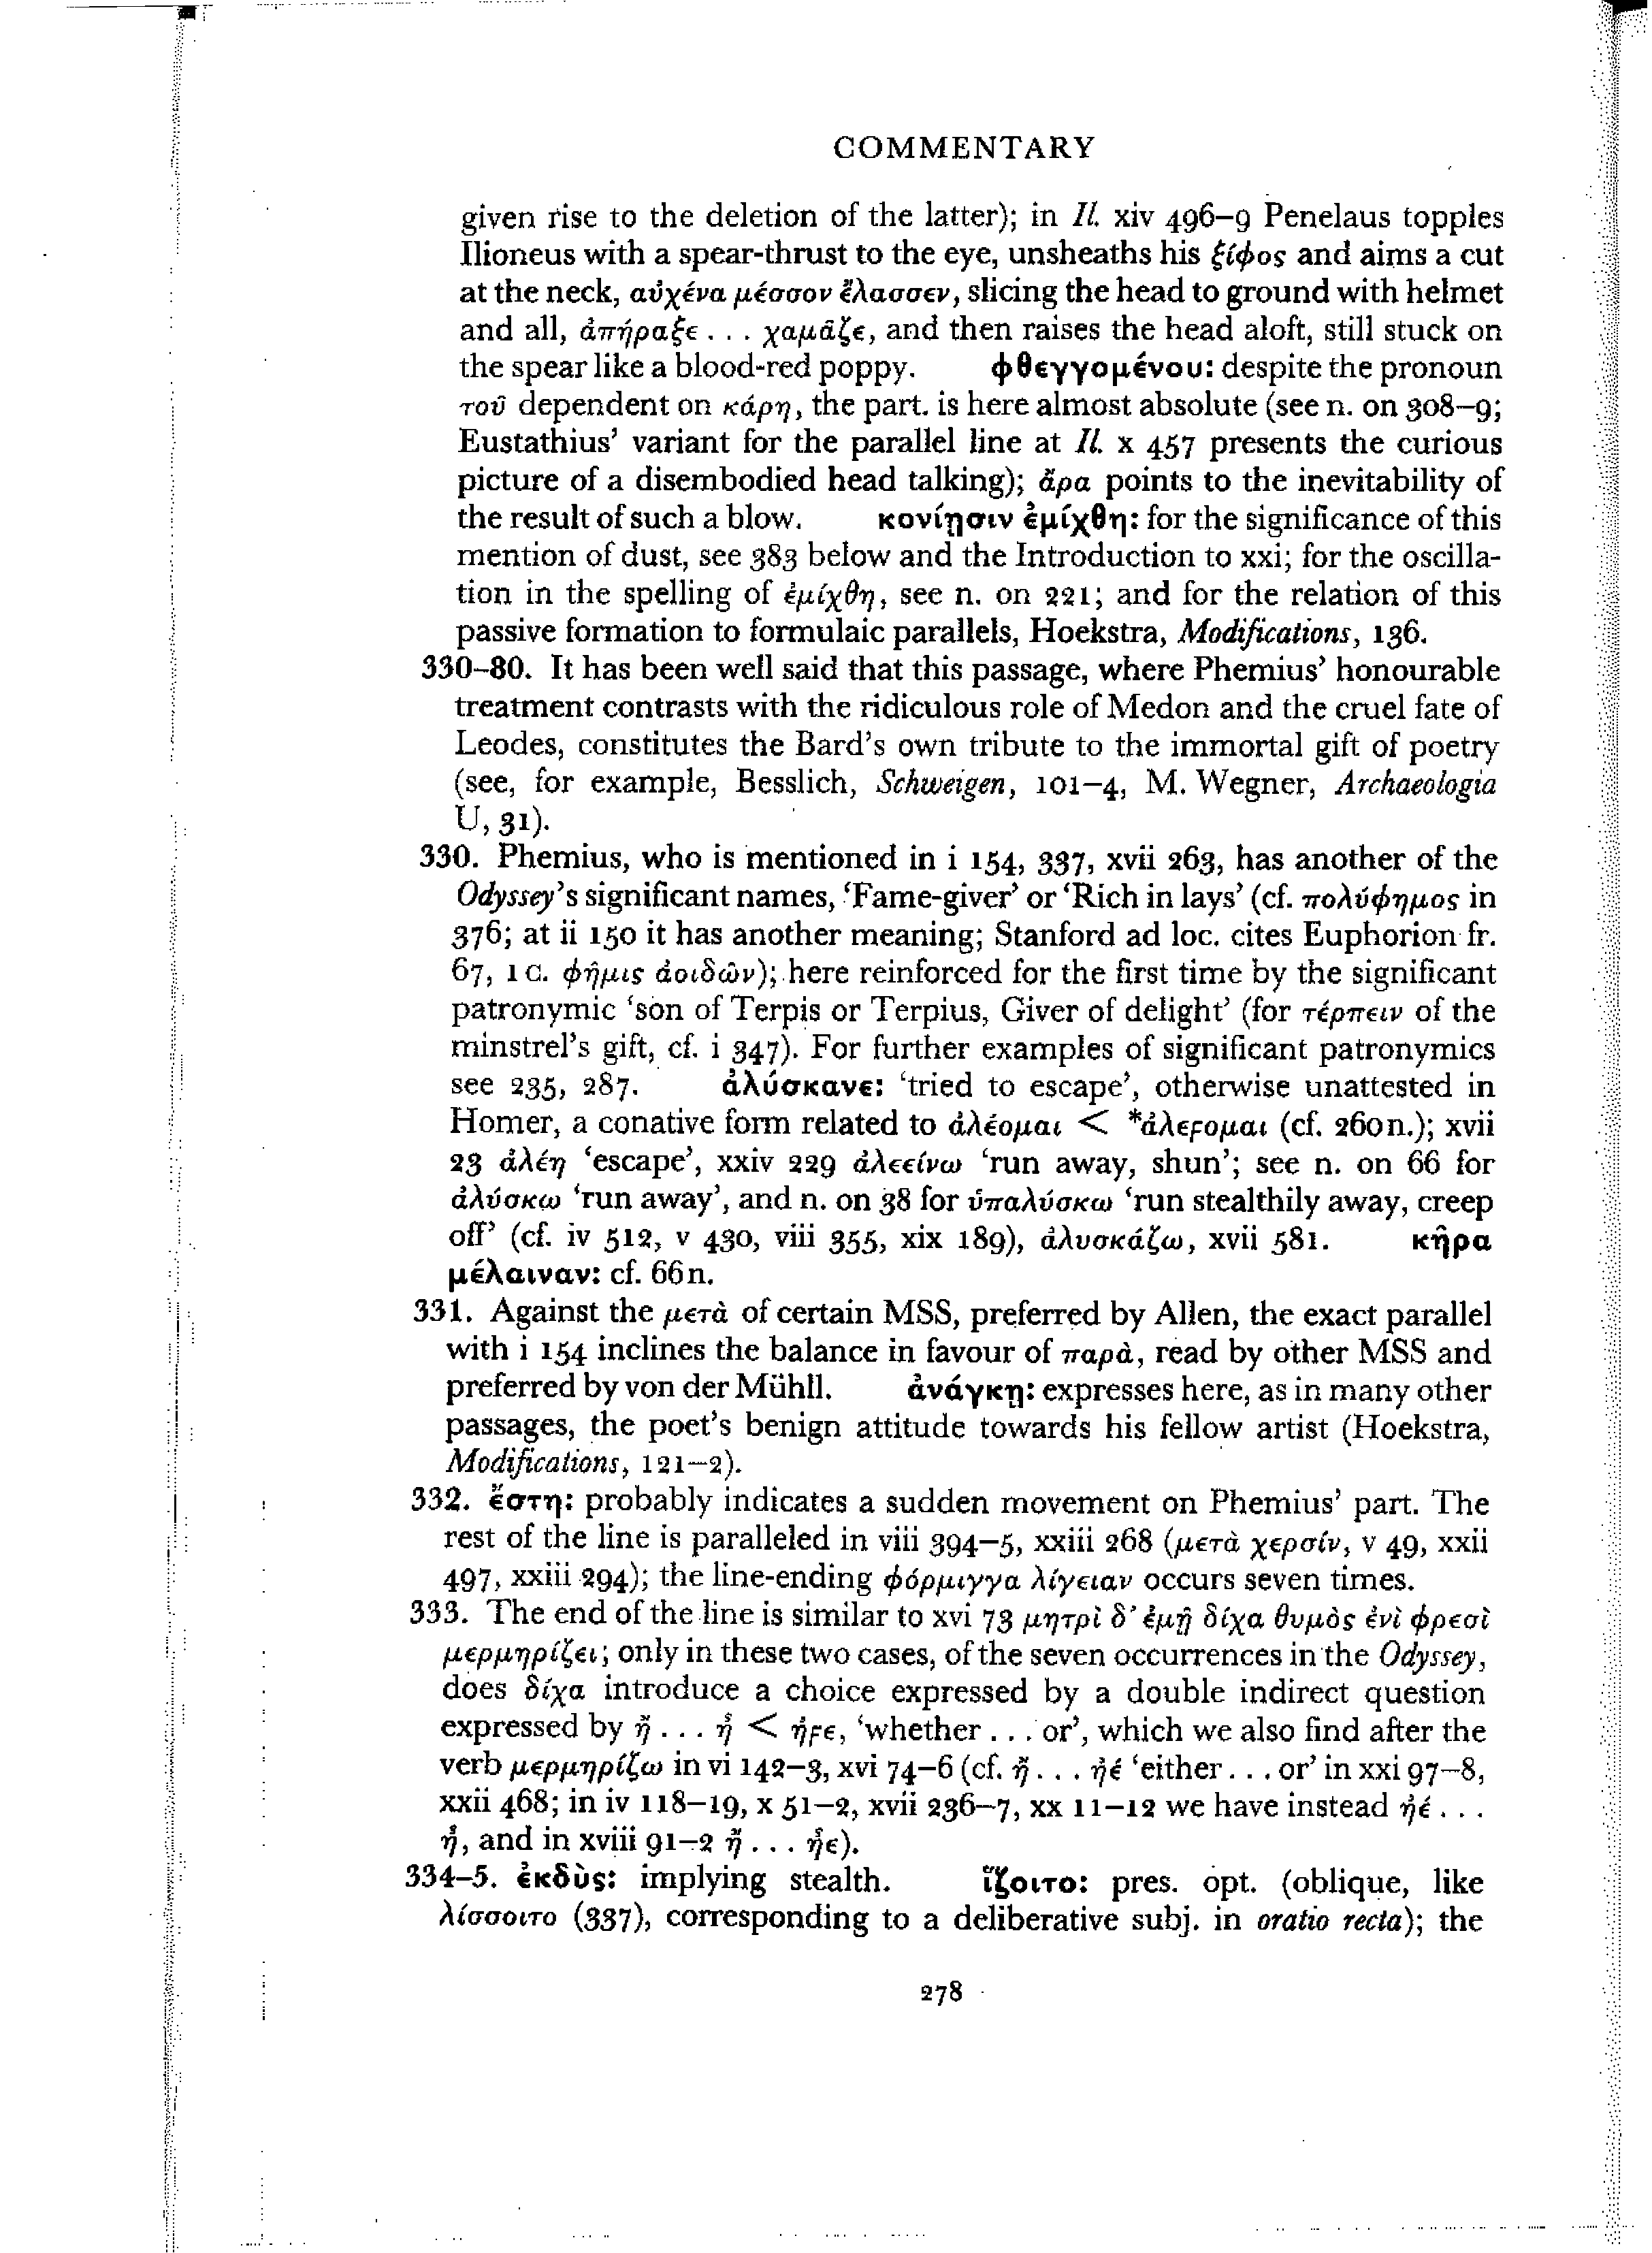 COMMENTARY
given rise to the deletion of the latter); in Il. xiv 496–9 Penelaus topples
Ilioneus with a spear-thrust to the eye, unsheaths his ξίφος and aims a cut
at the neck, αὐχένα μέσσον ἔλασσεν, slicing the head to ground with helmet
and all, ἀπήραξε . . . χαμᾶζε, and then raises the head aloft, still stuck on
the spear like a blood-red poppy. φθεγγομένου: despite the pronoun
τοῦ dependent on κάρη, the part. is here almost absolute (see n. on 308–9;
Eustathius’ variant for the parallel line at Il. x 457 presents the curious
picture of a disembodied head talking); ἄρα points to the inevitability of
the result of such a blow. κονίῃσιν ἐμίχθη: for the significance of this
mention of dust, see 383 below and the Introduction to xxi; for the oscilla-
tion in the spelling of ἐμίχθη, see n. on 221; and for the relation of this
passive formation to formulaic parallels, Hoekstra, Modifications, 136.
330–80. It has been well said that this passage, where Phemius’ honourable
treatment contrasts with the ridiculous role of Medon and the cruel fate of
Leodes, constitutes the Bard’s own tribute to the immortal gift of poetry
(see, for example, Besslich, Schweigen, 101–4, M. Wegner, Archaeologia
U, 31).
330. Phemius, who is mentioned in i 154, 337, xvii 263, has another of the
Odyssey’s significant names, ‘Fame-giver’ or ‘Rich in lays’ (cf. πολύφημος in
376; at ii 150 it has another meaning; Stanford ad loc. cites Euphorion fr.
67, 1 C. φῆμις ἀοιδῶν); here reinforced for the first time by the significant
patronymic ‘son of Terpis or Terpius, Giver of delight’ (for τέρπειν of the
minstrel’s gift, cf. i 347). For further examples of significant patronymics
see 235, 287. ἀλύσκανε: ‘tried to escape’, otherwise unattested in
Homer, a conative form related to ἀλέομαι < *ἀλεϝομαι (cf. 260 n.); xvii
23 ἀλέη ‘escape’, xxiv 229 ἀλεείνω ‘run away, shun’; see n. on 66 for
ἀλύσκω ‘run away’, and n. on 38 for ὑπαλύσκω ‘run stealthily away, creep
off’ (cf. iv 512, v 430, viii 355, xix 189), ἀλυσκάζω, xvii 581. κῆρα
μέλαιναν: cf. 66 n.
331. Against the μετὰ of certain MSS, preferred by Allen, the exact parallel
with i 154 inclines the balance in favour of παρὰ, read by other MSS and
preferred by von der Mühll. ἀνάγκῃ: expresses here, as in many other
passages, the poet’s benign attitude towards his fellow artist (Hoekstra,
Modifications, 121–2).
332. ἔστη: probably indicates a sudden movement on Phemius’ part. The
rest of the line is paralleled in viii 394–5, xxiii 268 (μετὰ χερσίν, v 49, xxii
497, xxiii 294); the line-ending φόρμιγγα λίγειαν occurs seven times.
333. The end of the line is similar to xvi 73 μητρὶ δ’ ἐμῇ δίχα θυμὸς ἐνὶ φρεσὶ
μερμηρίζει; only in these two cases, of the seven occurrences in the Odyssey,
does δίχα introduce a choice expressed by a double indirect question
expressed by ἢ . . . ἦ < ἠϝε, ‘whether . . . or’, which we also find after the
verb μερμηρίζω in vi 142–3, xvi 74–6 (cf. ἢ . . . ἠέ ‘either . . . or’ in xxi 97–8,
xxii 468; in iv 118–19, x 51–2, xvii 236–7, xx 11–12 we have instead ἠέ . . .
ἦ, and in xviii 91–2 ἢ . . . ἦε).
334–5. ἐκδὺς: implying stealth. ἵζοιτο: pres. opt. (oblique, like
λίσσοιτο (337), corresponding to a deliberative subj. in oratio recta); the
278